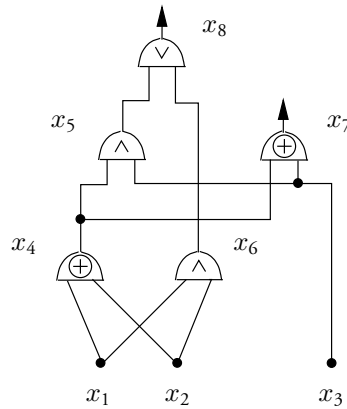 x₈
∨
x₅
∧
x₇
⊕
x₄
⊕
x₆
∧
x₁ x₂ x₃